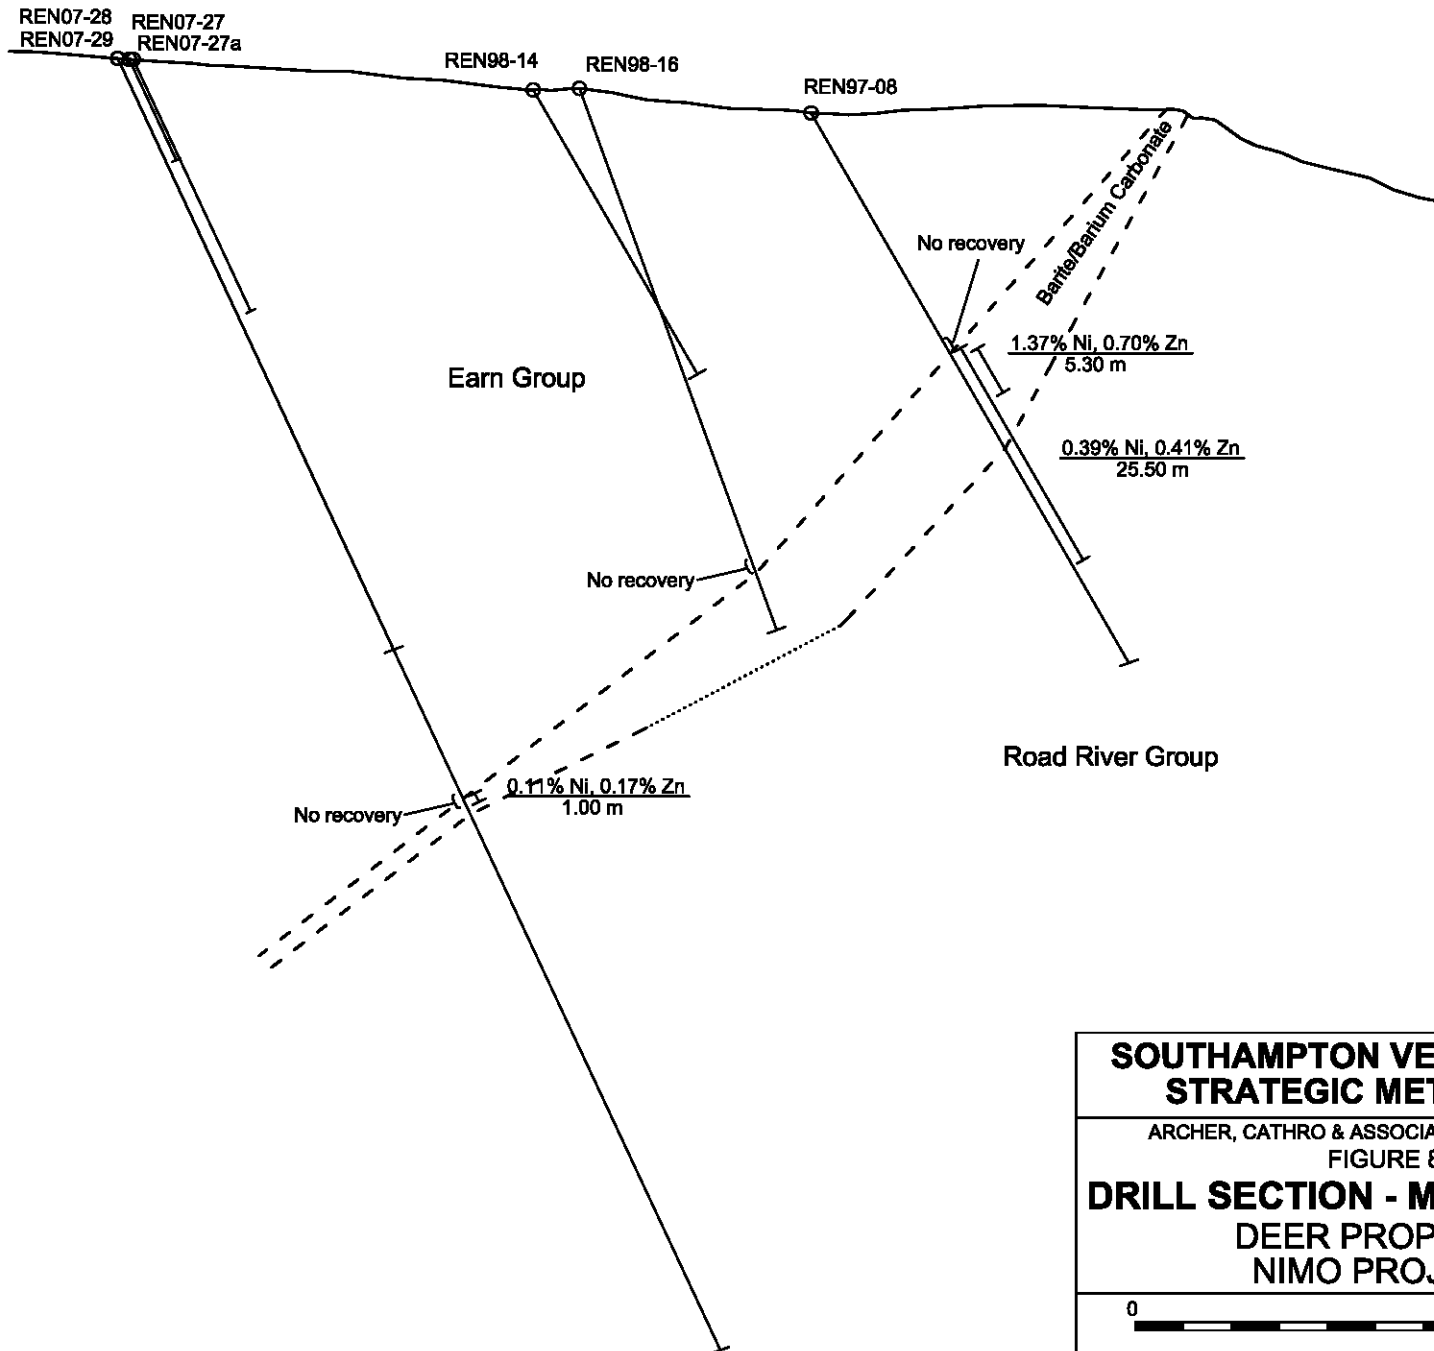 REN07-28
REN07-27
REN07-29
REN07-27a
REN98-14
REN98-16
REN97-08
Barite/Barium Carbonate
No recovery
1.37% Ni, 0.70% Zn
5.30 m
Earn Group
0.39% Ni, 0.41% Zn
25.50 m
No recovery
Road River Group
0.11% Ni, 0.17% Zn
1.00 m
No recovery
SOUTHAMPTON VE
STRATEGIC MET
ARCHER, CATHRO & ASSOCIA
FIGURE 8
DRILL SECTION - M
DEER PROP
NIMO PROJ
0